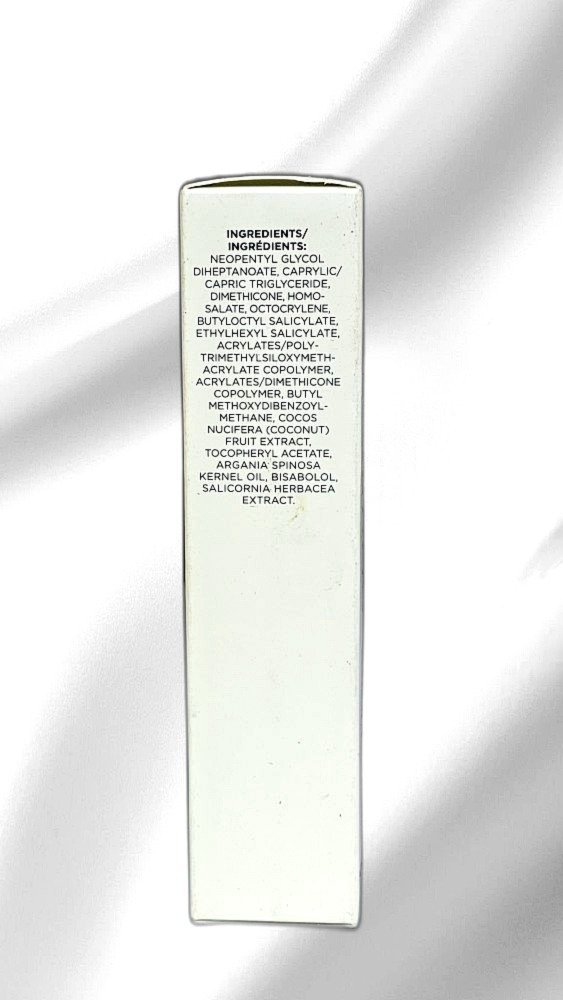 INGREDIENTS/
INGRÉDIENTS:
NEOPENTYL GLYCOL
DIHEPTANOATE, CAPRYLIC/
CAPRIC TRIGLYCERIDE,
DIMETHICONE, HOMO-
SALATE, OCTOCRYLENE,
BUTYLOCTYL SALICYLATE,
ETHYLHEXYL SALICYLATE,
ACRYLATES/POLY-
TRIMETHYLSILOXYMETH-
ACRYLATE COPOLYMER,
ACRYLATES/DIMETHICONE
COPOLYMER, BUTYL
METHOXYDIBENZOYL-
METHANE, COCOS
NUCIFERA (COCONUT)
FRUIT EXTRACT,
TOCOPHERYL ACETATE,
ARGANIA SPINOSA
KERNEL OIL, BISABOLOL,
SALICORNIA HERBACEA
EXTRACT.